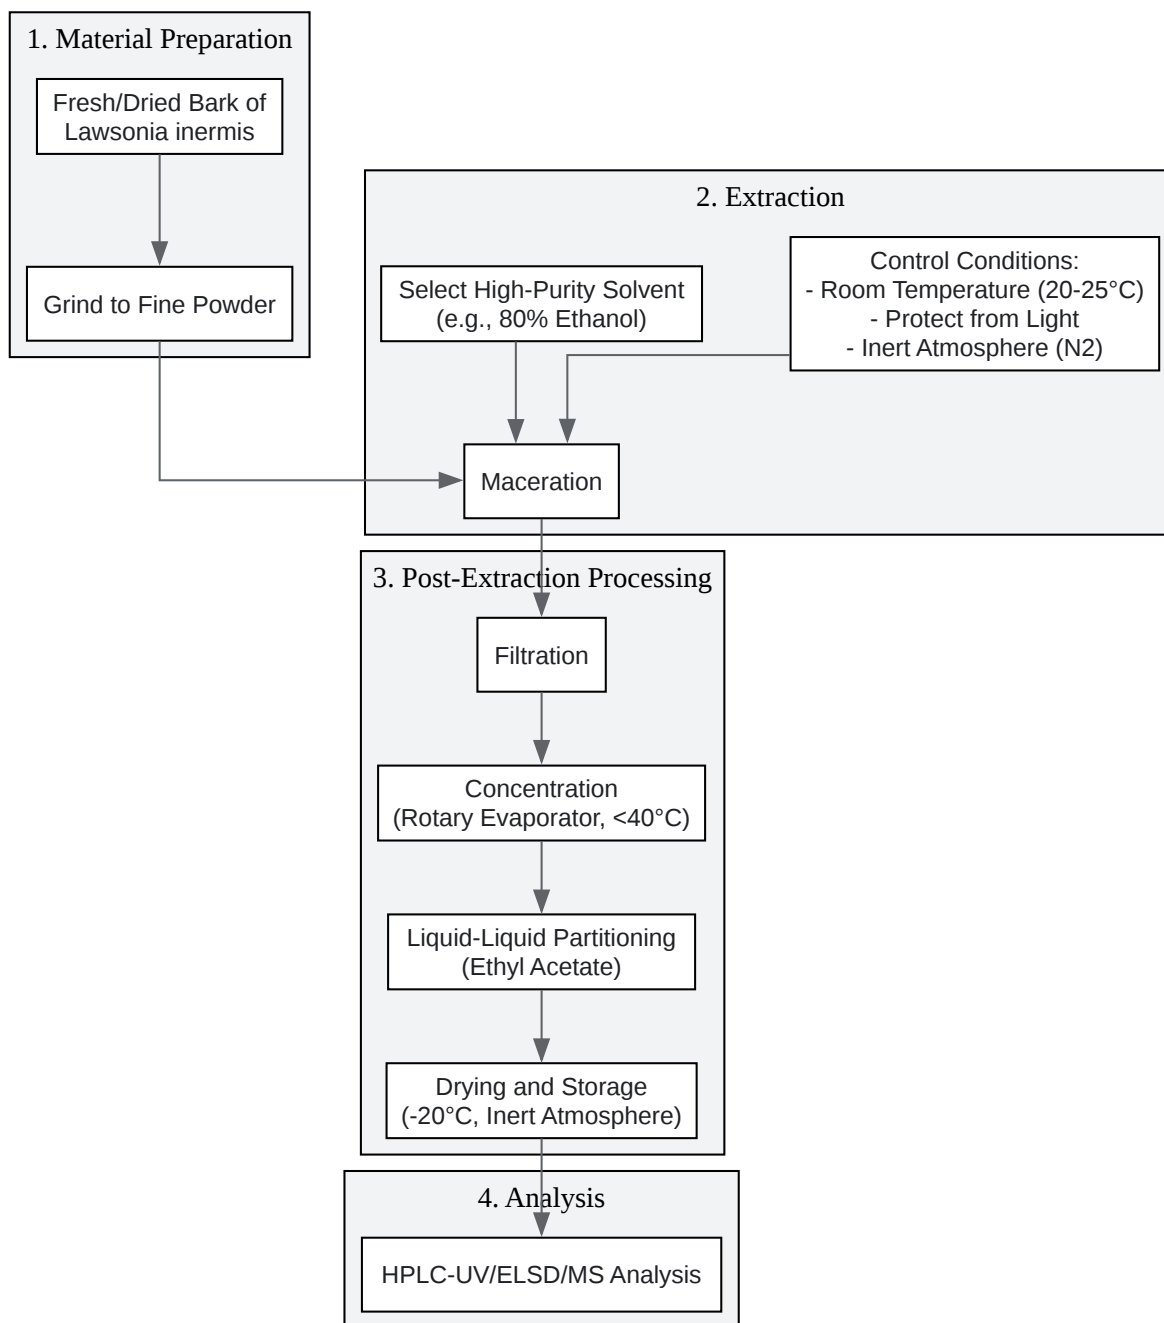 1. Material Preparation
Fresh/Dried Bark of
Lawsonia inermis
Grind to Fine Powder
2. Extraction
Select High-Purity Solvent
(e.g., 80% Ethanol)
Control Conditions:
- Room Temperature (20-25°C)
- Protect from Light
- Inert Atmosphere (N2)
Maceration
3. Post-Extraction Processing
Filtration
Concentration
(Rotary Evaporator, <40°C)
Liquid-Liquid Partitioning
(Ethyl Acetate)
Drying and Storage
(-20°C, Inert Atmosphere)
4. Analysis
HPLC-UV/ELSD/MS Analysis